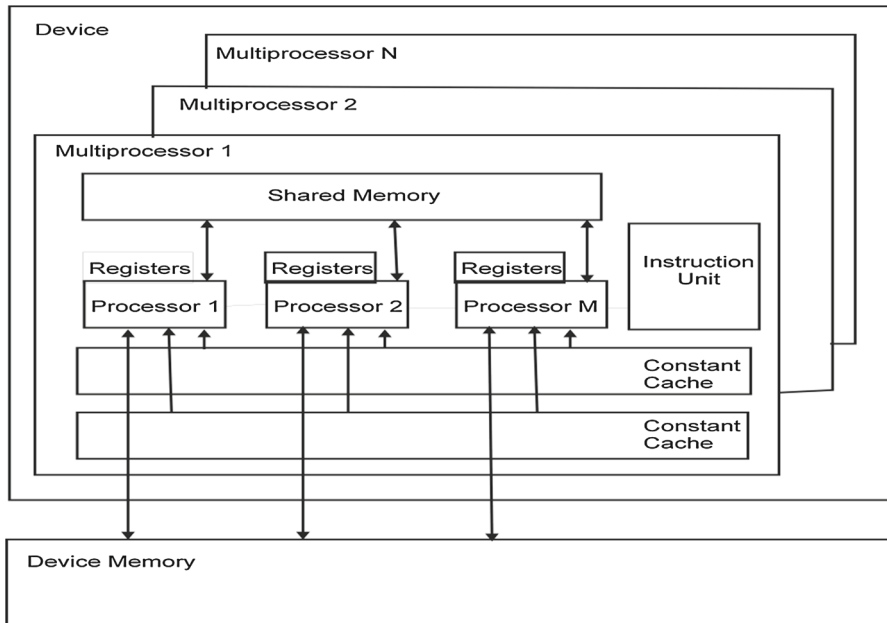 Device
Multiprocessor N
Multiprocessor 2
Multiprocessor 1
Shared Memory
Registers
Registers
Registers
Instruction
Unit
Processor 1
Processor 2
Processor M
Constant
Cache
Constant
Cache
Device Memory